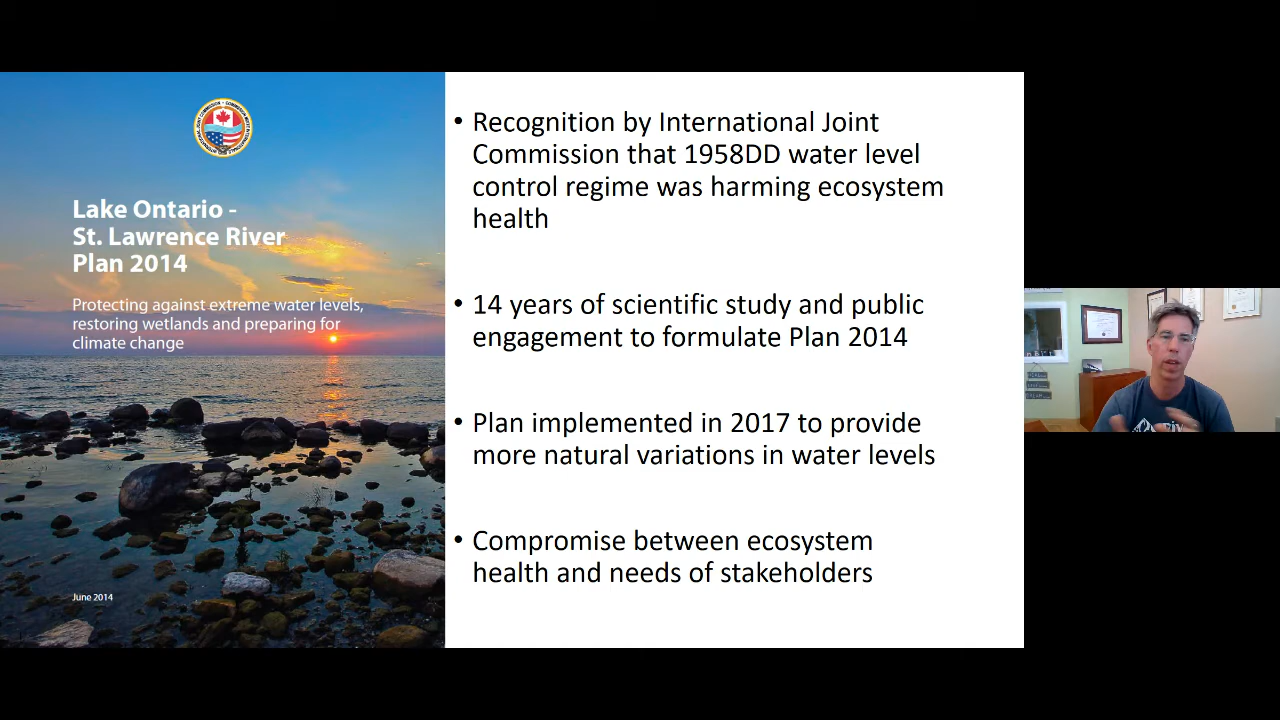 Lake Ontario -
St. Lawrence River
Plan 2014
Protecting against extreme water levels,
restoring wetlands and preparing for
climate change
June 2014
• Recognition by International Joint
Commission that 1958DD water level
control regime was harming ecosystem
health
• 14 years of scientific study and public
engagement to formulate Plan 2014
• Plan implemented in 2017 to provide
more natural variations in water levels
• Compromise between ecosystem
health and needs of stakeholders